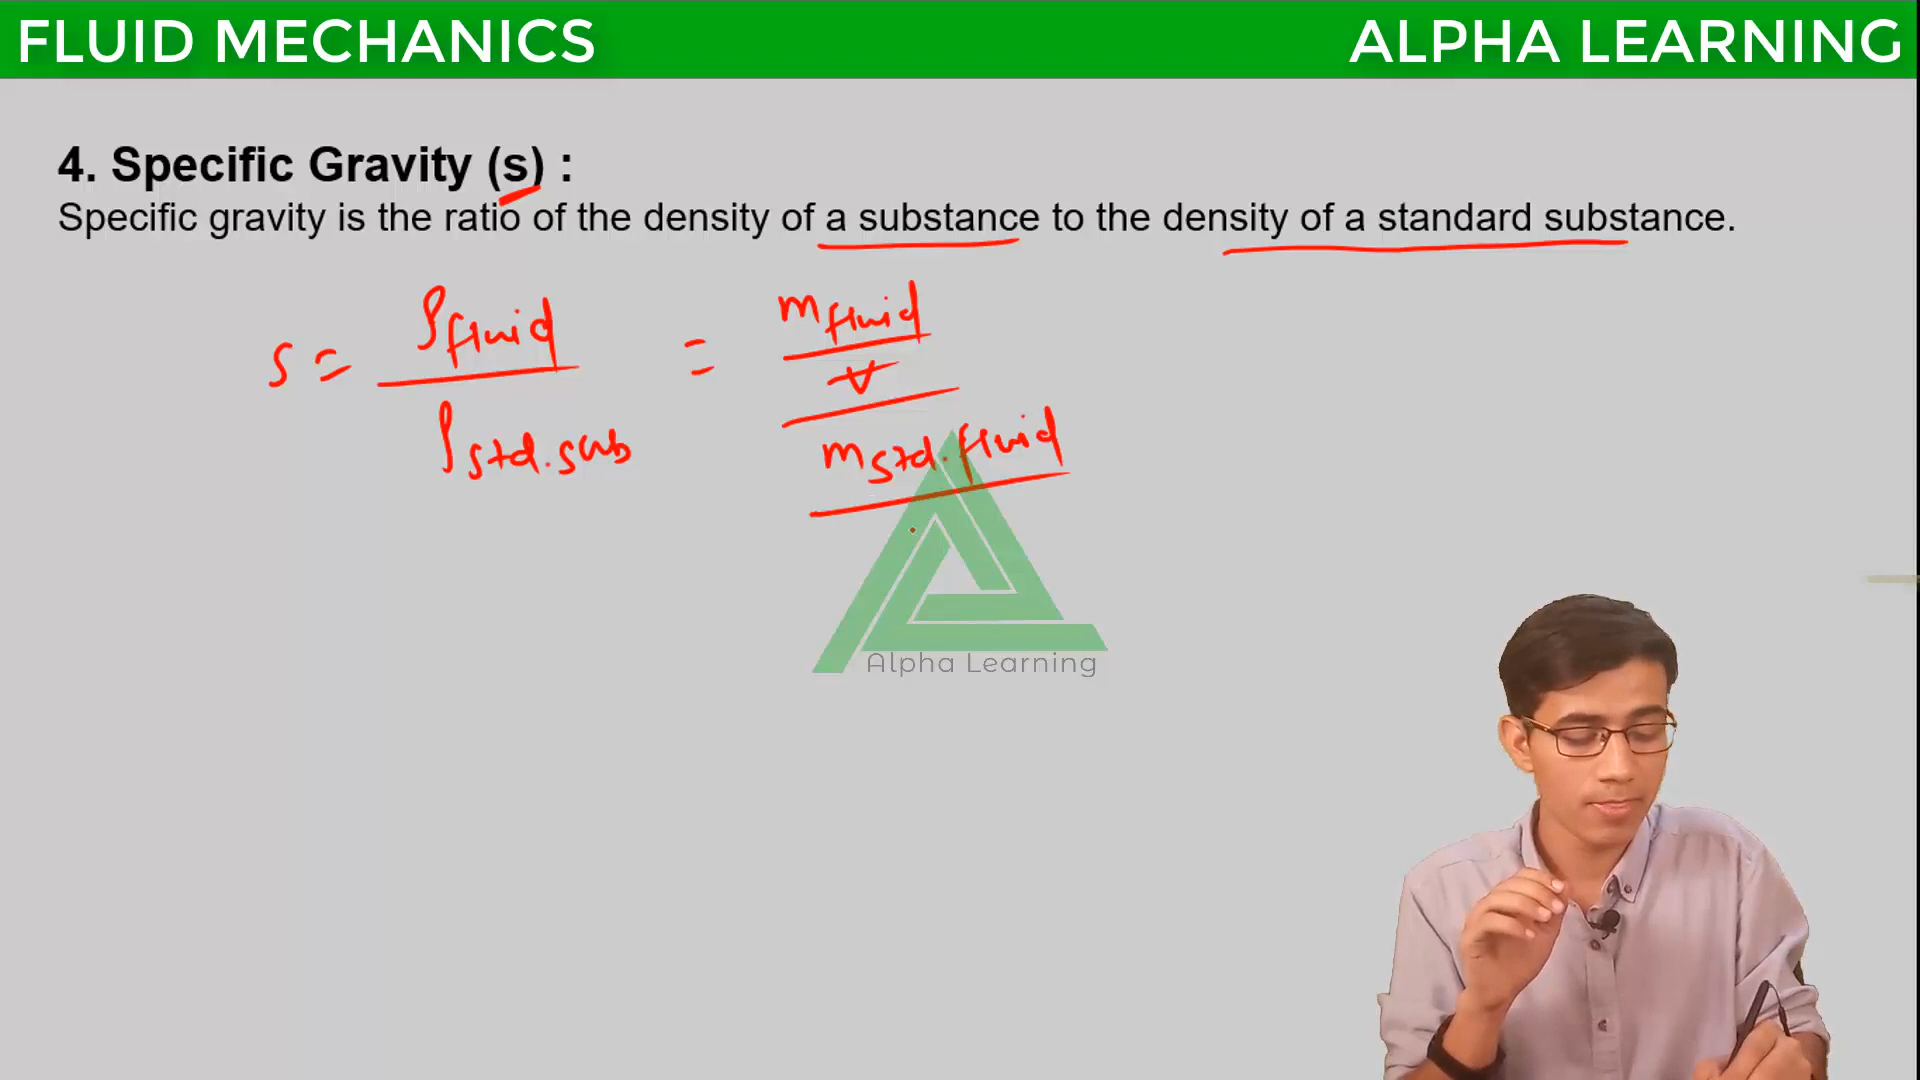 FLUID MECHANICS
ALPHA LEARNING
4. Specific Gravity (s) :
Specific gravity is the ratio of the density of a substance to the density of a standard substance.
s = ρfluid / ρstd.sub = (mfluid / V) / (mstd.fluid /
Alpha Learning